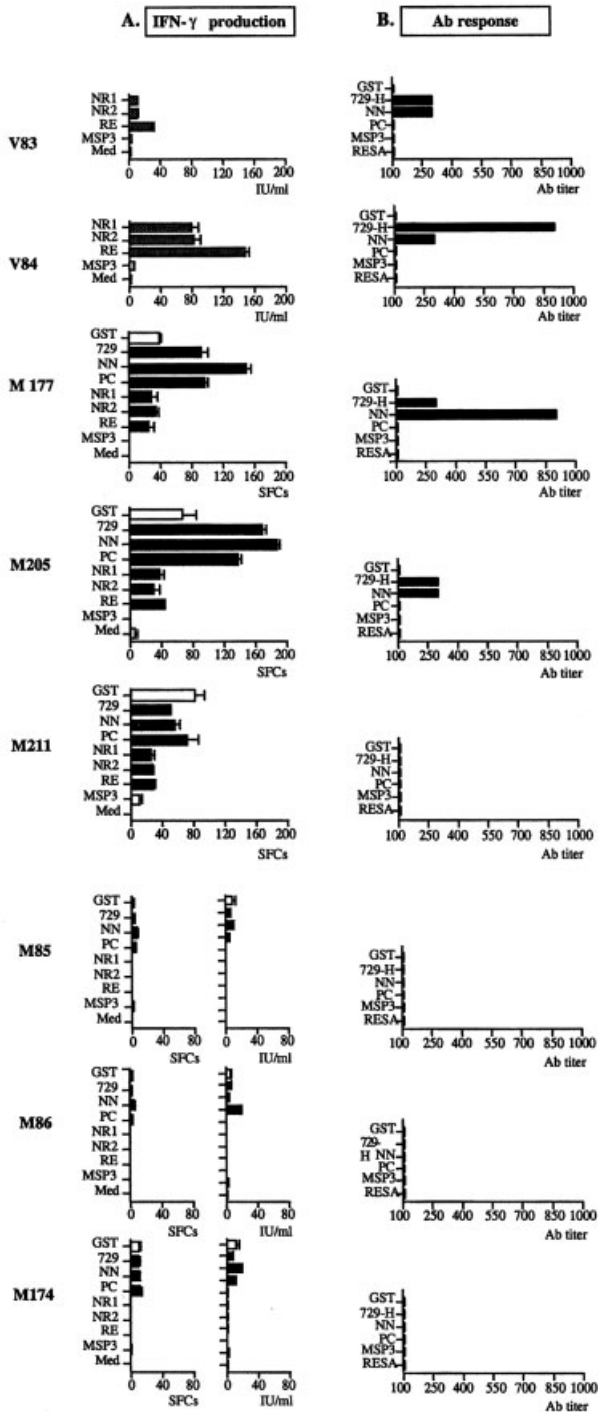 A. IFN-γ production
B. Ab response
V83
NR1
NR2
RE
MSP3
Med
0 40 80 120 160 200
IU/ml
GST
729-H
NN
PC
MSP3
RESA
100 250 400 550 700 850 1000
Ab titer
V84
NR1
NR2
RE
MSP3
Med
0 40 80 120 160 200
IU/ml
GST
729-H
NN
PC
MSP3
RESA
100 250 400 550 700 850 1000
Ab titer
M 177
GST
729
NN
PC
NR1
NR2
RE
MSP3
Med
0 40 80 120 160 200
SFCs
GST
729-H
NN
PC
MSP3
RESA
100 250 400 550 700 850 1000
Ab titer
M205
GST
729
NN
PC
NR1
NR2
RE
MSP3
Med
0 40 80 120 160 200
SFCs
GST
729-H
NN
PC
MSP3
RESA
100 250 400 550 700 850 1000
Ab titer
M211
GST
729
NN
PC
NR1
NR2
RE
MSP3
Med
0 40 80 120 160 200
SFCs
GST
729-H
NN
PC
MSP3
RESA
100 250 400 550 700 850 1000
Ab titer
M85
GST
729
NN
PC
NR1
NR2
RE
MSP3
Med
0 40 80
SFCs
0 40 80
IU/ml
GST
729-H
NN
PC
MSP3
RESA
100 250 400 550 700 850 1000
Ab titer
M86
GST
729
NN
PC
NR1
NR2
RE
MSP3
Med
0 40 80
SFCs
0 40 80
IU/ml
GST
729-
H NN
PC
MSP3
RESA
100 250 400 550 700 850 1000
Ab titer
M174
GST
729
NN
PC
NR1
NR2
RE
MSP3
Med
0 40 80
SFCs
0 40 80
IU/ml
GST
729-H
NN
PC
MSP3
RESA
100 250 400 550 700 850 1000
Ab titer